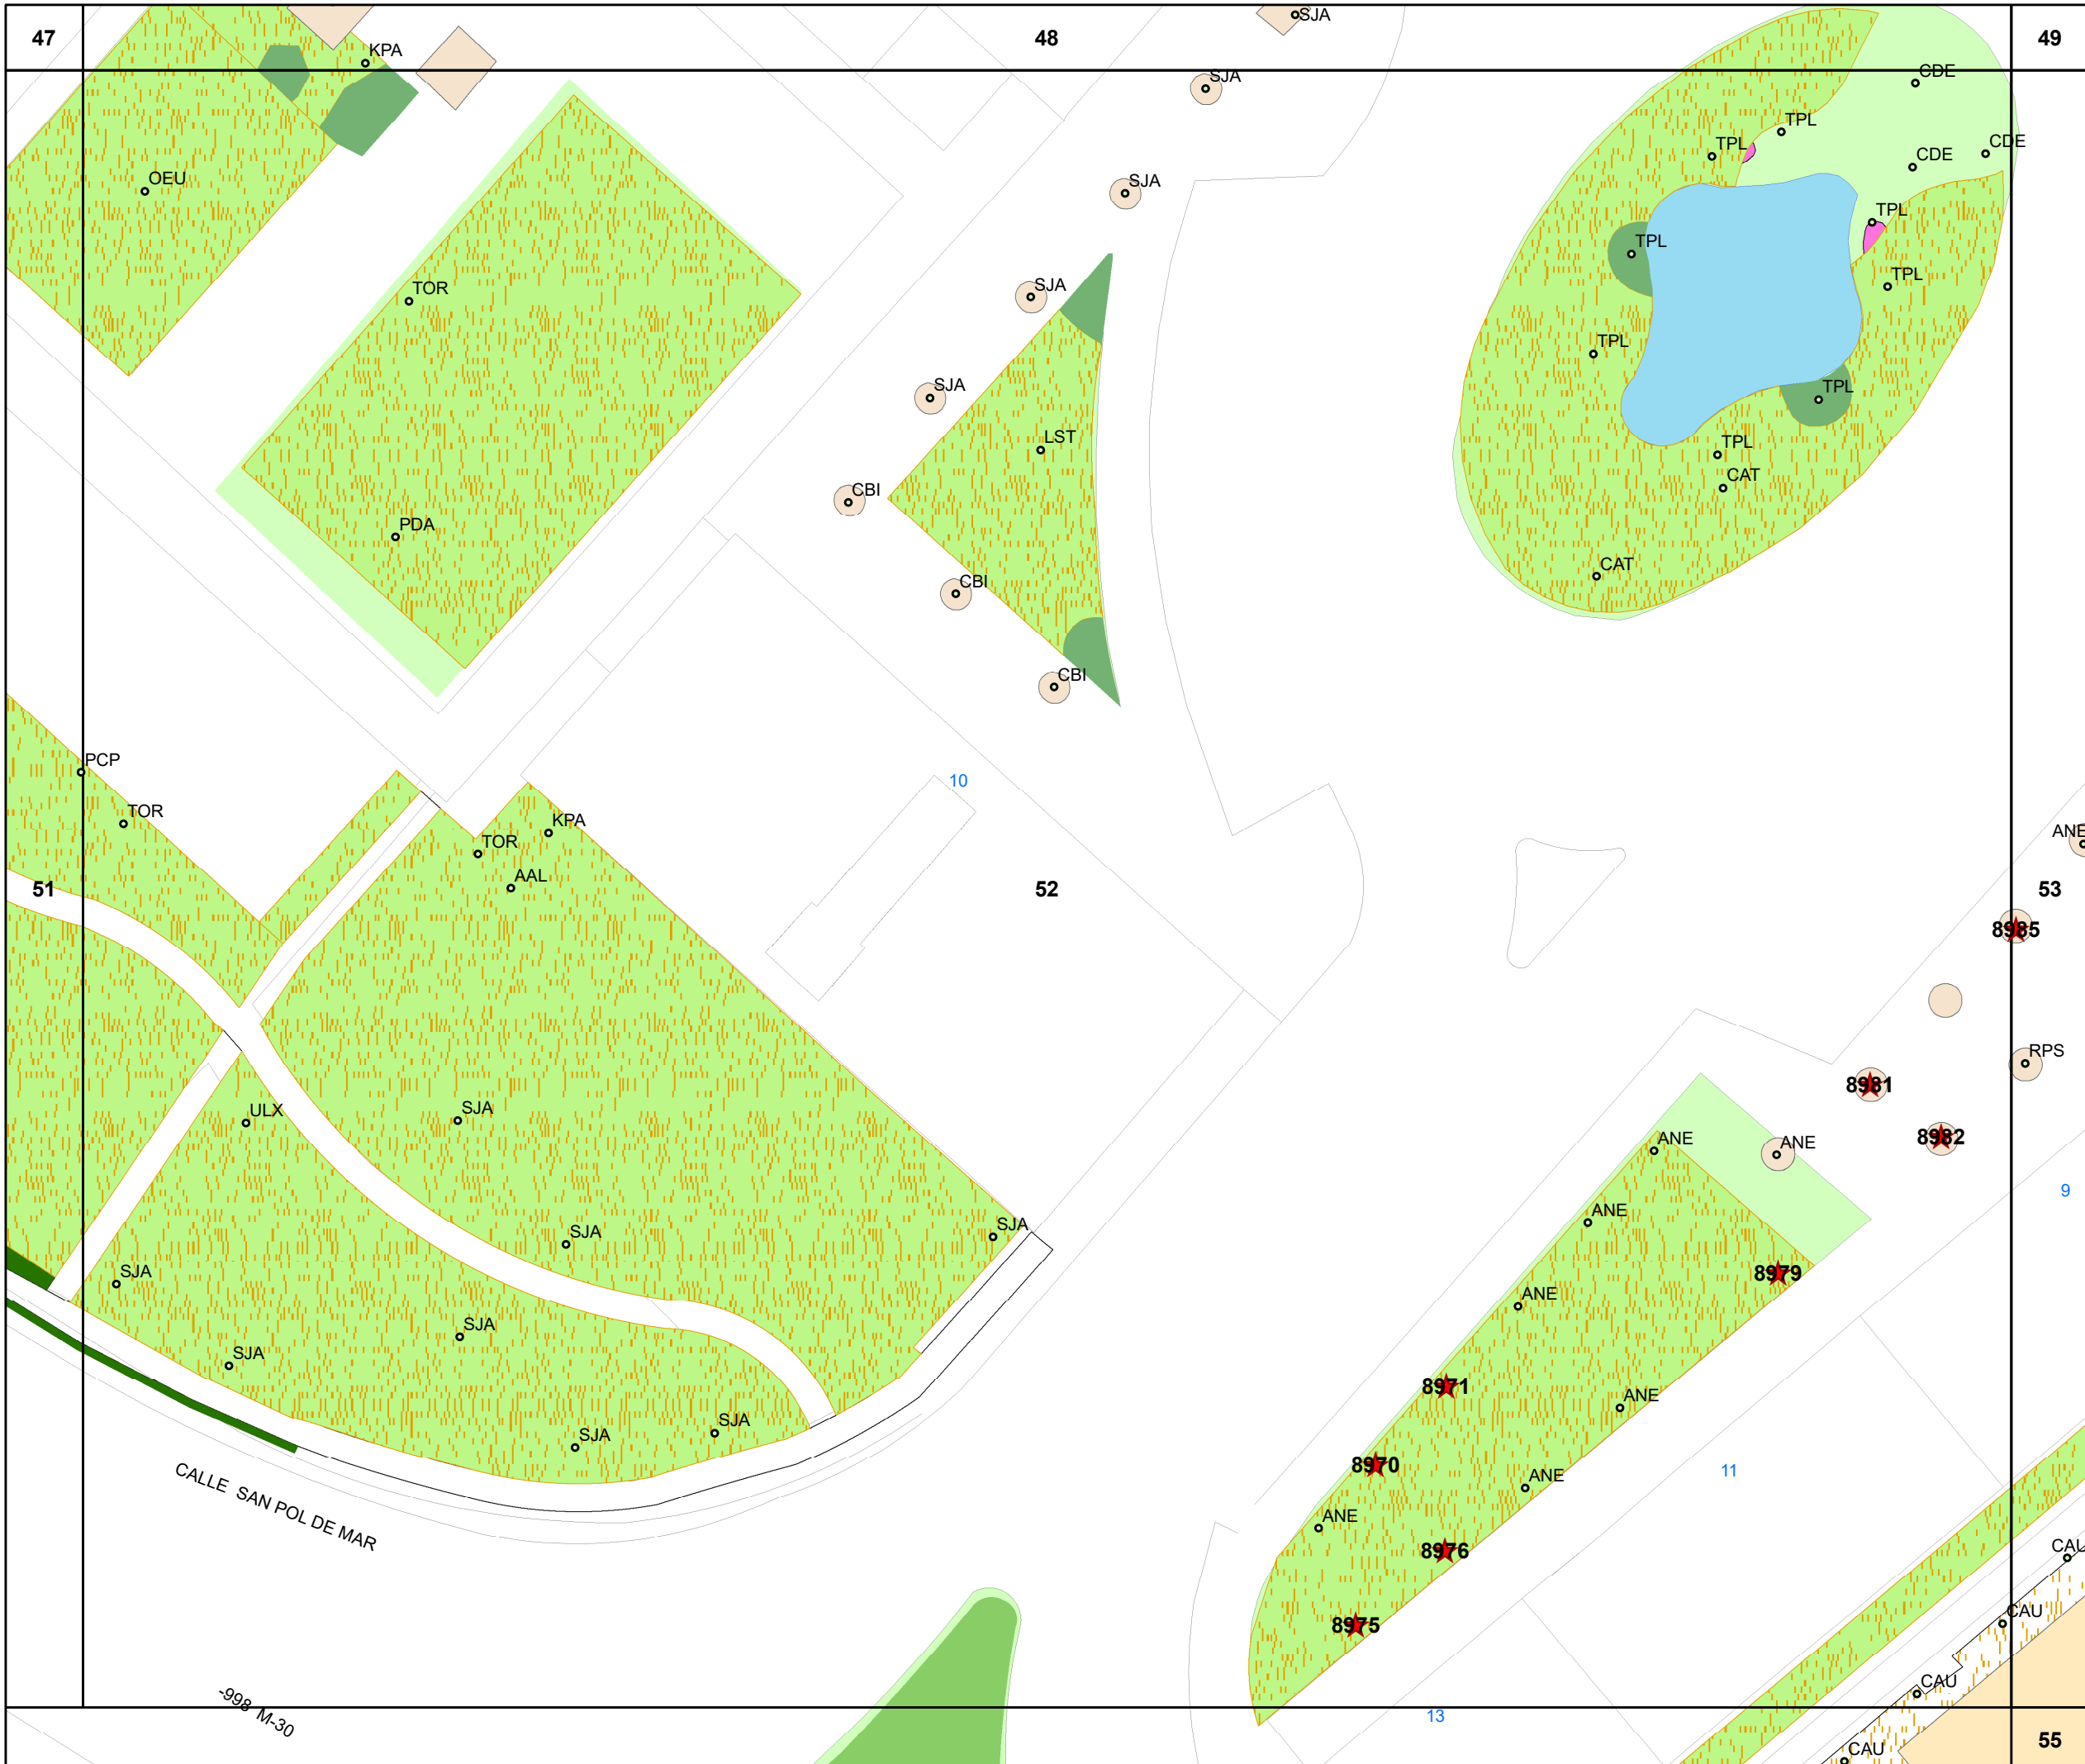 47
48
49
SJA
KPA
SJA
CDE
TPL
TPL
CDE
CDE
OEU
SJA
TPL
TPL
TPL
TOR
SJA
TPL
SJA
TPL
LST
TPL
CAT
CBI
PDA
CAT
CBI
CBI
PCP
10
TOR
KPA
TOR
ANE
AAL
51
52
53
8985
RPS
8981
ULX
SJA
8982
ANE
ANE
9
ANE
SJA
SJA
SJA
8979
ANE
SJA
SJA
8971
ANE
SJA
SJA
8970
ANE
11
CALLE SAN POL DE MAR
ANE
8976
CAU
8975
CAU
CAU
-998 M-30
13
CAU
55